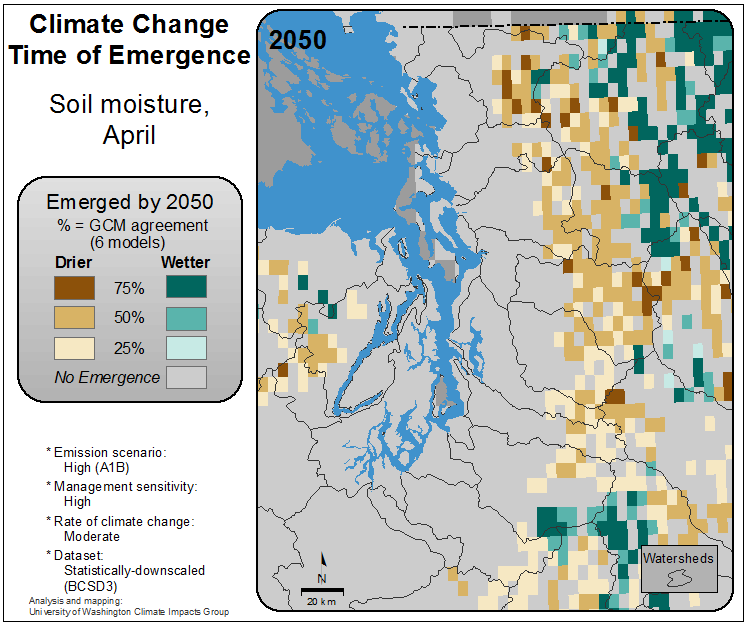 Climate Change
Time of Emergence
Soil moisture,
April
Emerged by 2050
% = GCM agreement
(6 models)
Drier
Wetter
75%
50%
25%
No Emergence
* Emission scenario:
High (A1B)
* Management sensitivity:
High
* Rate of climate change:
Moderate
* Dataset:
Statistically-downscaled
(BCSD3)
Analysis and mapping:
University of Washington Climate Impacts Group
2050
N
20 km
Watersheds